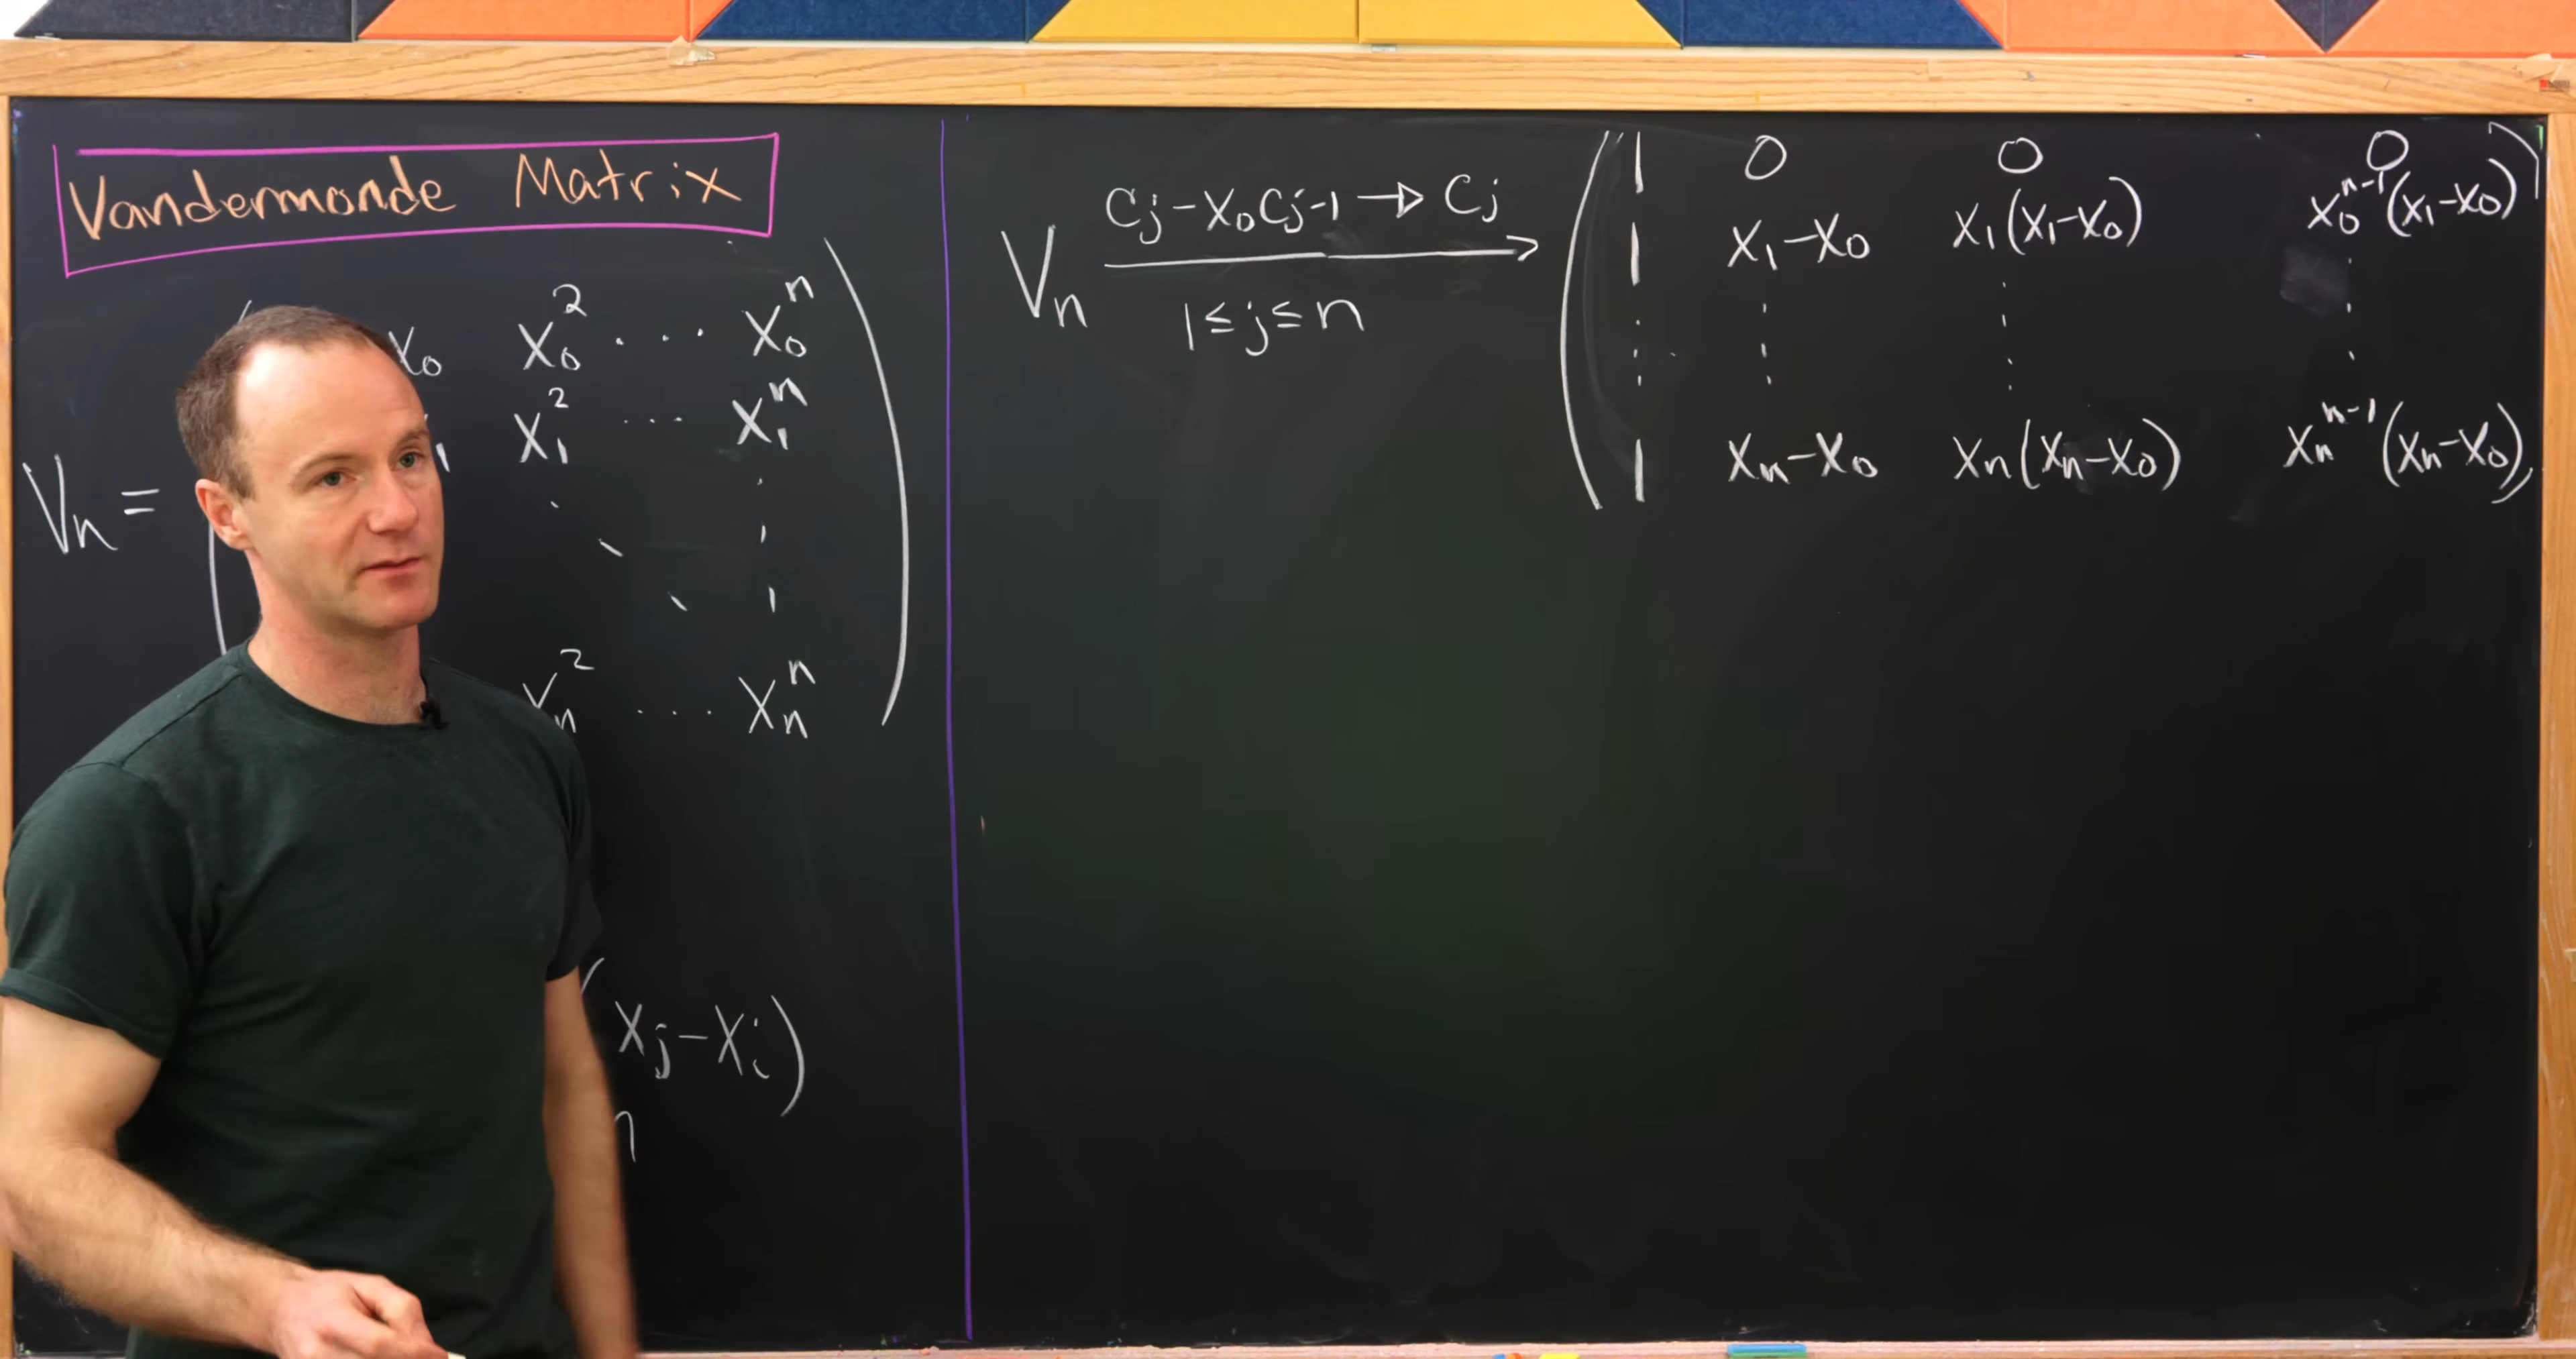 Vandermonde Matrix
x₀ x₀² ... x₀ⁿ
₁ x₁² ... x₁ⁿ
Vₙ =
xₙ² ... xₙⁿ
(xⱼ-xᵢ)
n
Vₙ
Cⱼ-x₀Cⱼ₋₁ → Cⱼ
1≤j≤n
1 0 0 0
1 x₁-x₀ x₁(x₁-x₀) x₀ⁿ⁻¹(x₁-x₀)
1 xₙ-x₀ xₙ(xₙ-x₀) xₙⁿ⁻¹(xₙ-x₀)